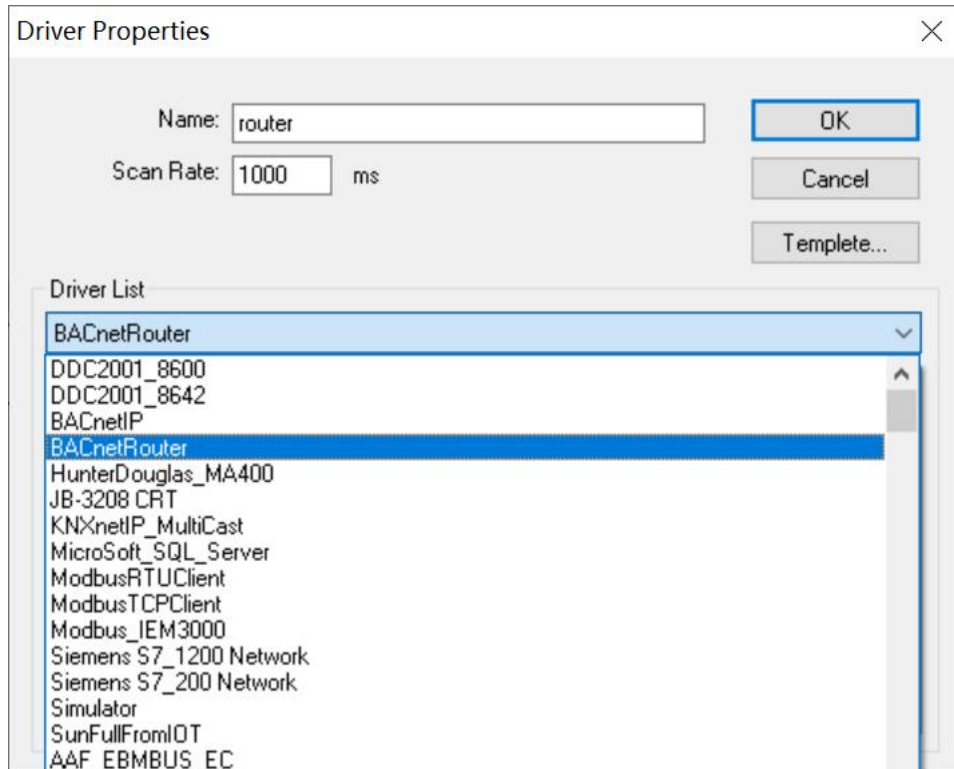 Driver Properties
Name: router
OK
Scan Rate: 1000 ms
Cancel
Templete...
Driver List
BACnetRouter
DDC2001_8600
DDC2001_8642
BACnetIP
BACnetRouter
HunterDouglas_MA400
JB-3208 CRT
KNXnetIP_MultiCast
MicroSoft_SQL_Server
ModbusRTUClient
ModbusTCPClient
Modbus_IEM3000
Siemens S7_1200 Network
Siemens S7_200 Network
Simulator
SunFullFromIOT
AAF_EBMBUS_EC